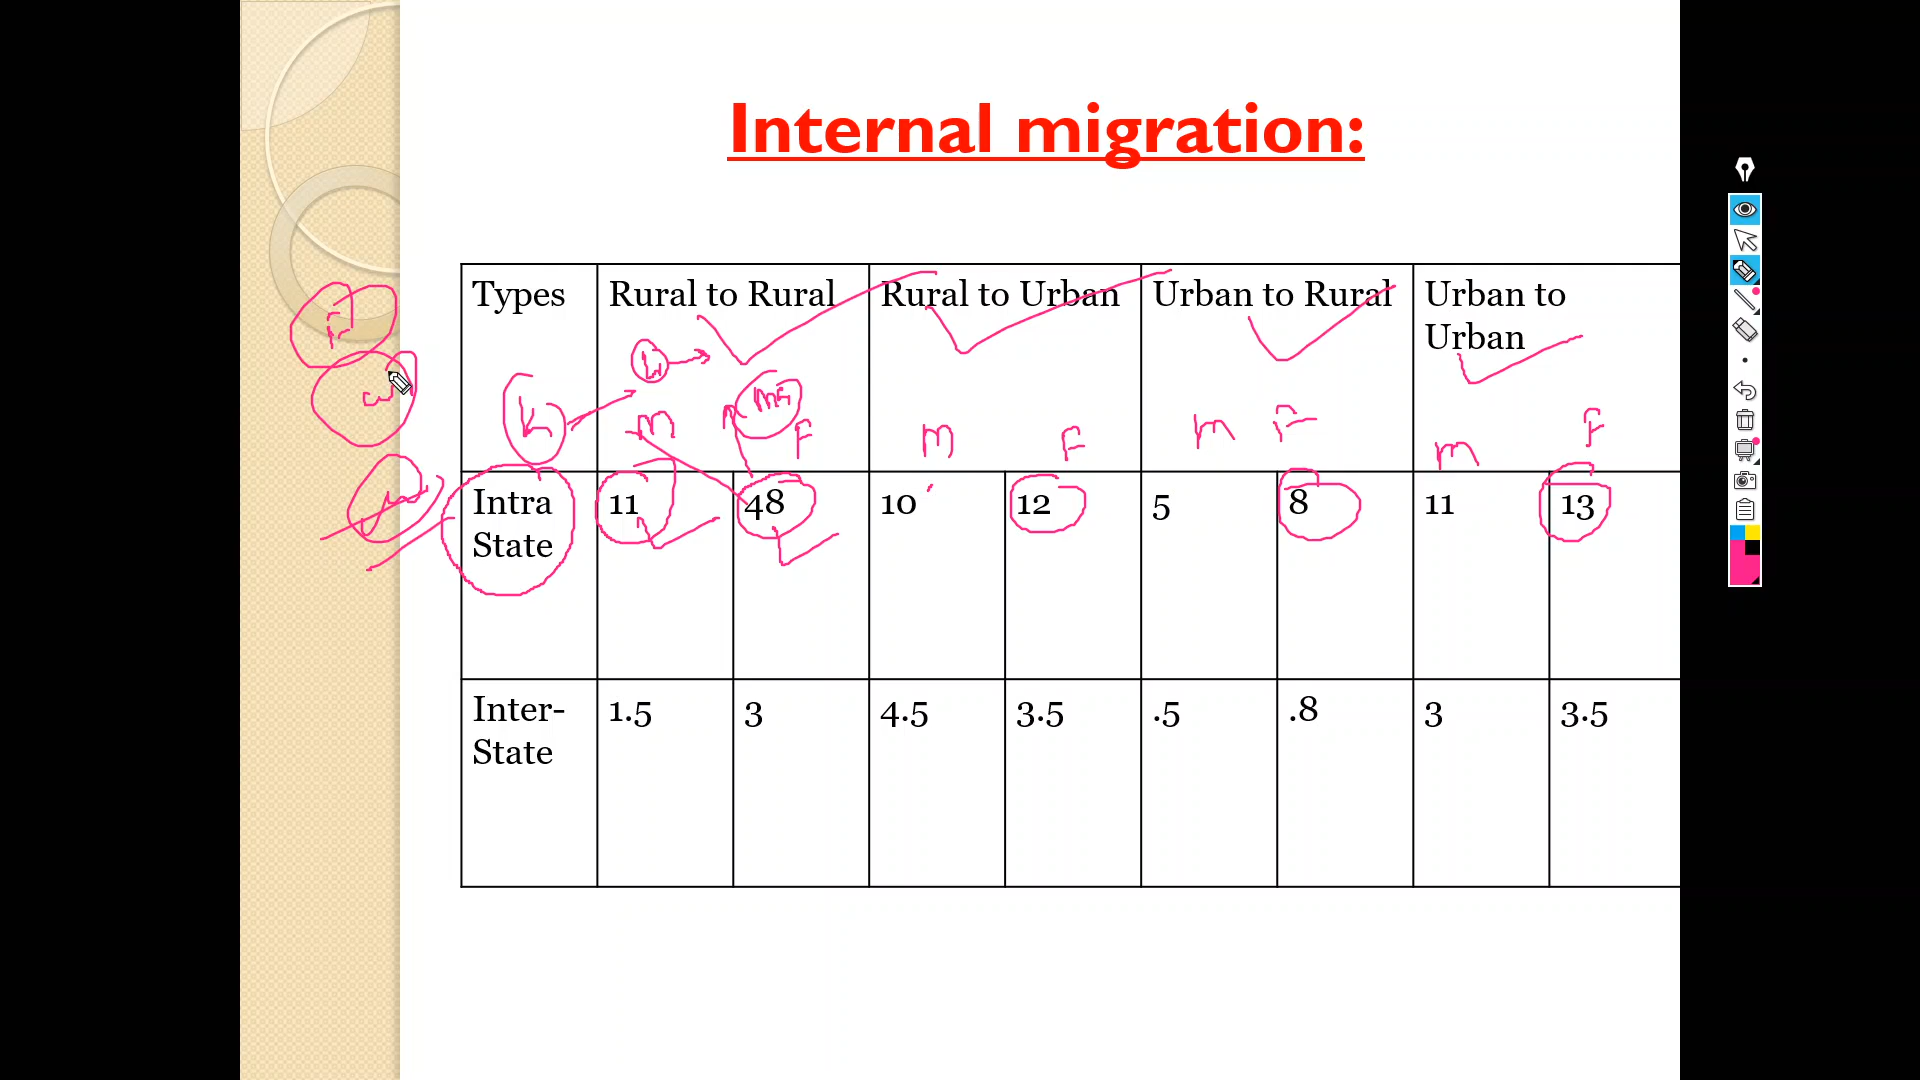 Internal migration:
Types Rural to Rural Rural to Urban Urban to Rural Urban to
Urban
F
m F m F m F m F
Intra 11 48 10 12 5 8 11 13
State
Inter- 1.5 3 4.5 3.5 .5 .8 3 3.5
State